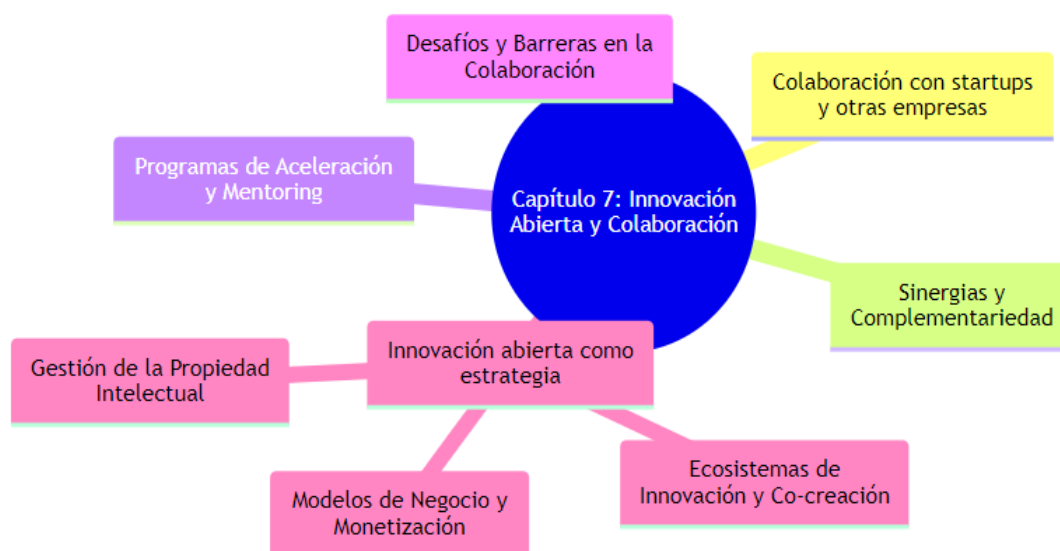 Desafíos y Barreras en la
Colaboración
Colaboración con startups
y otras empresas
Programas de Aceleración
y Mentoring
Capítulo 7: Innovación
Abierta y Colaboración
Sinergias y
Complementariedad
Innovación abierta como
estrategia
Gestión de la Propiedad
Intelectual
Ecosistemas de
Innovación y Co-creación
Modelos de Negocio y
Monetización